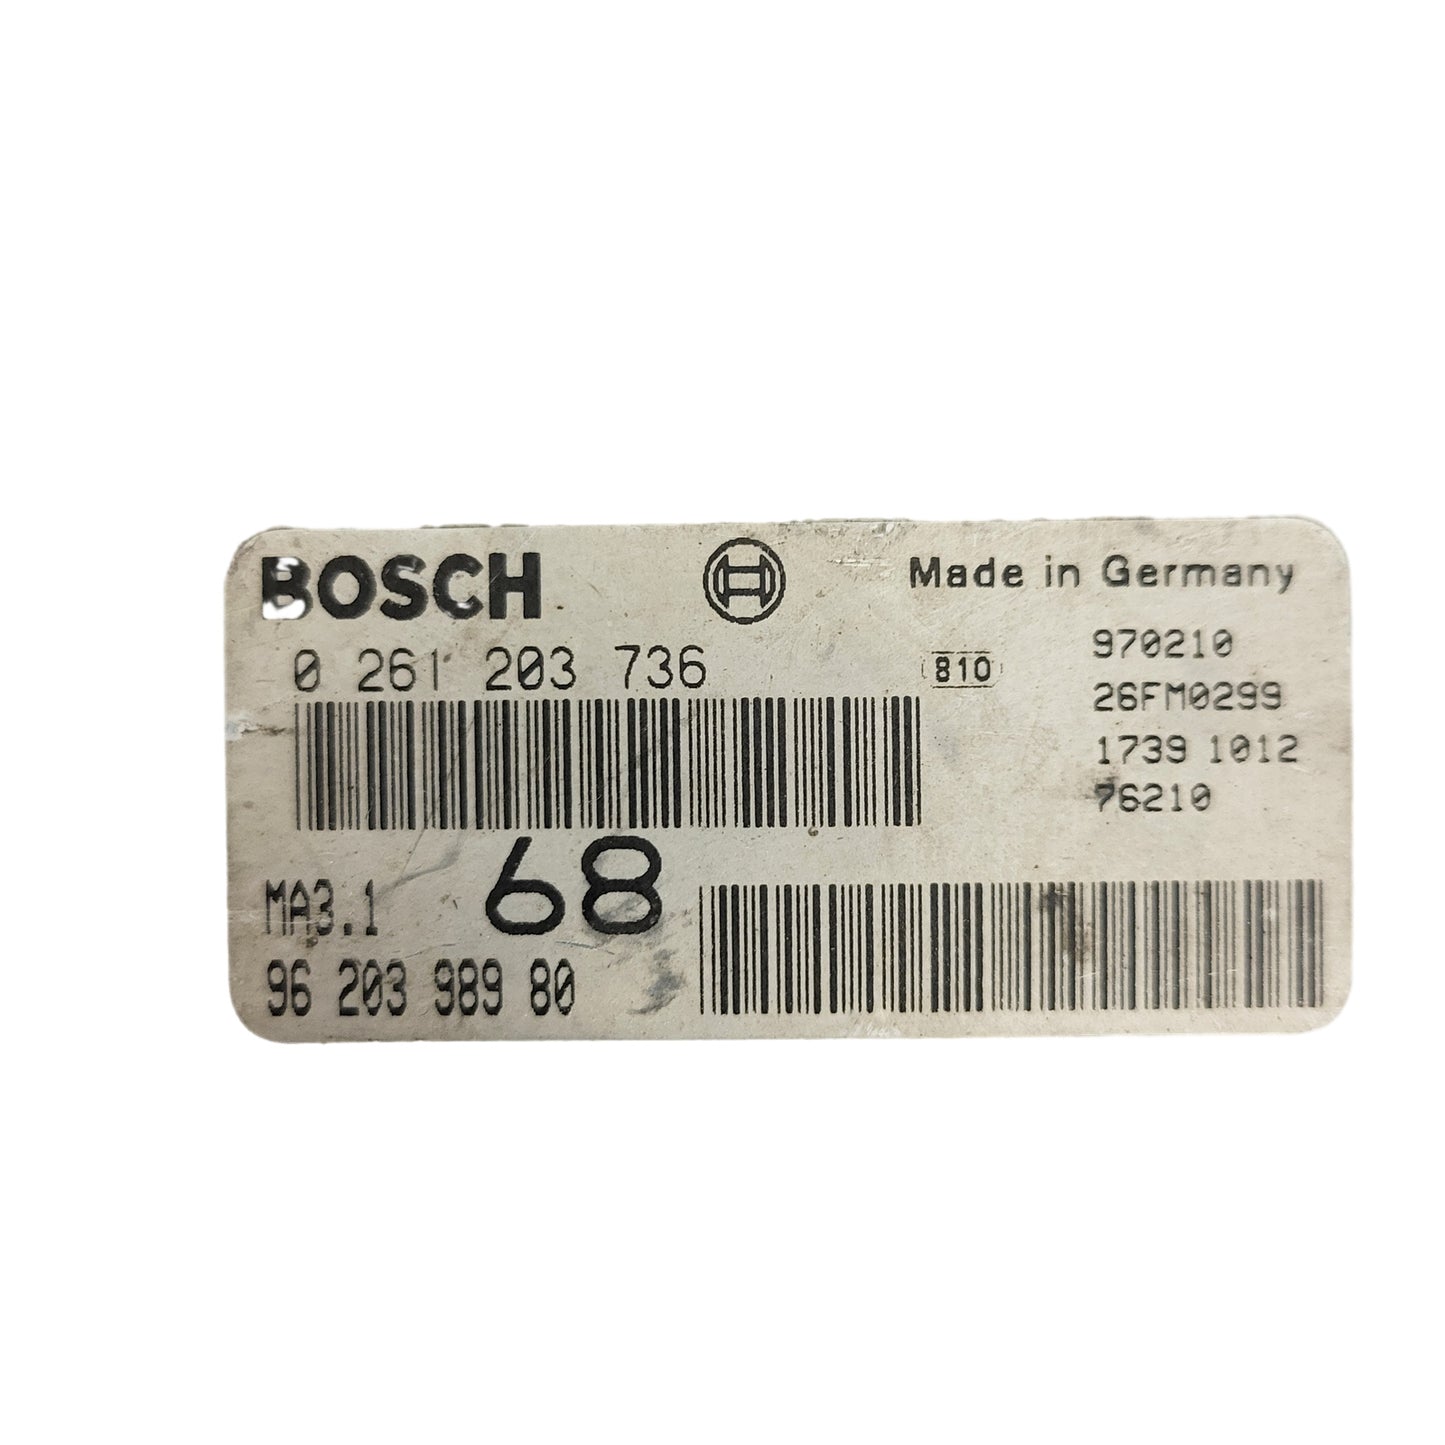 BOSCH
Made in Germany
0 261 203 736
810
970210
26FM0299
1739 1012
76210
MA3.1
68
96 203 989 80